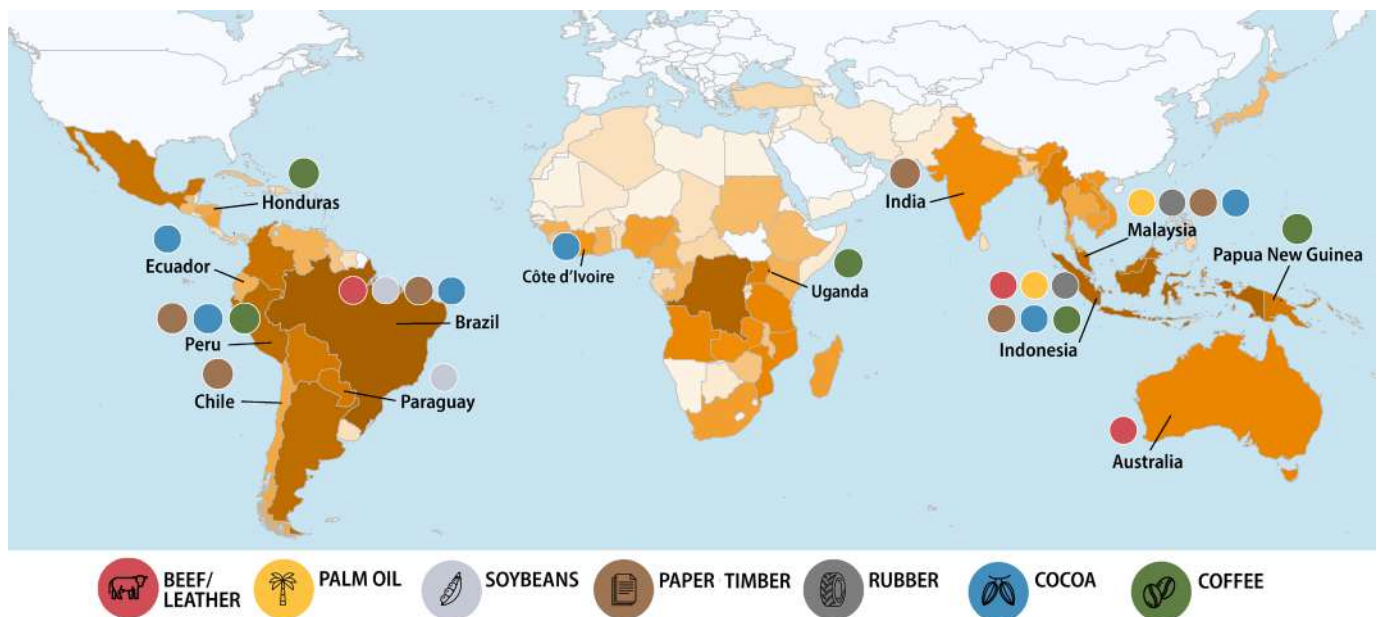 Honduras
Ecuador
Peru
Brazil
Chile
Paraguay
Côte d'Ivoire
Uganda
India
Malaysia
Papua New Guinea
Indonesia
Australia
BEEF/
LEATHER
PALM OIL
SOYBEANS
PAPER TIMBER
RUBBER
COCOA
COFFEE